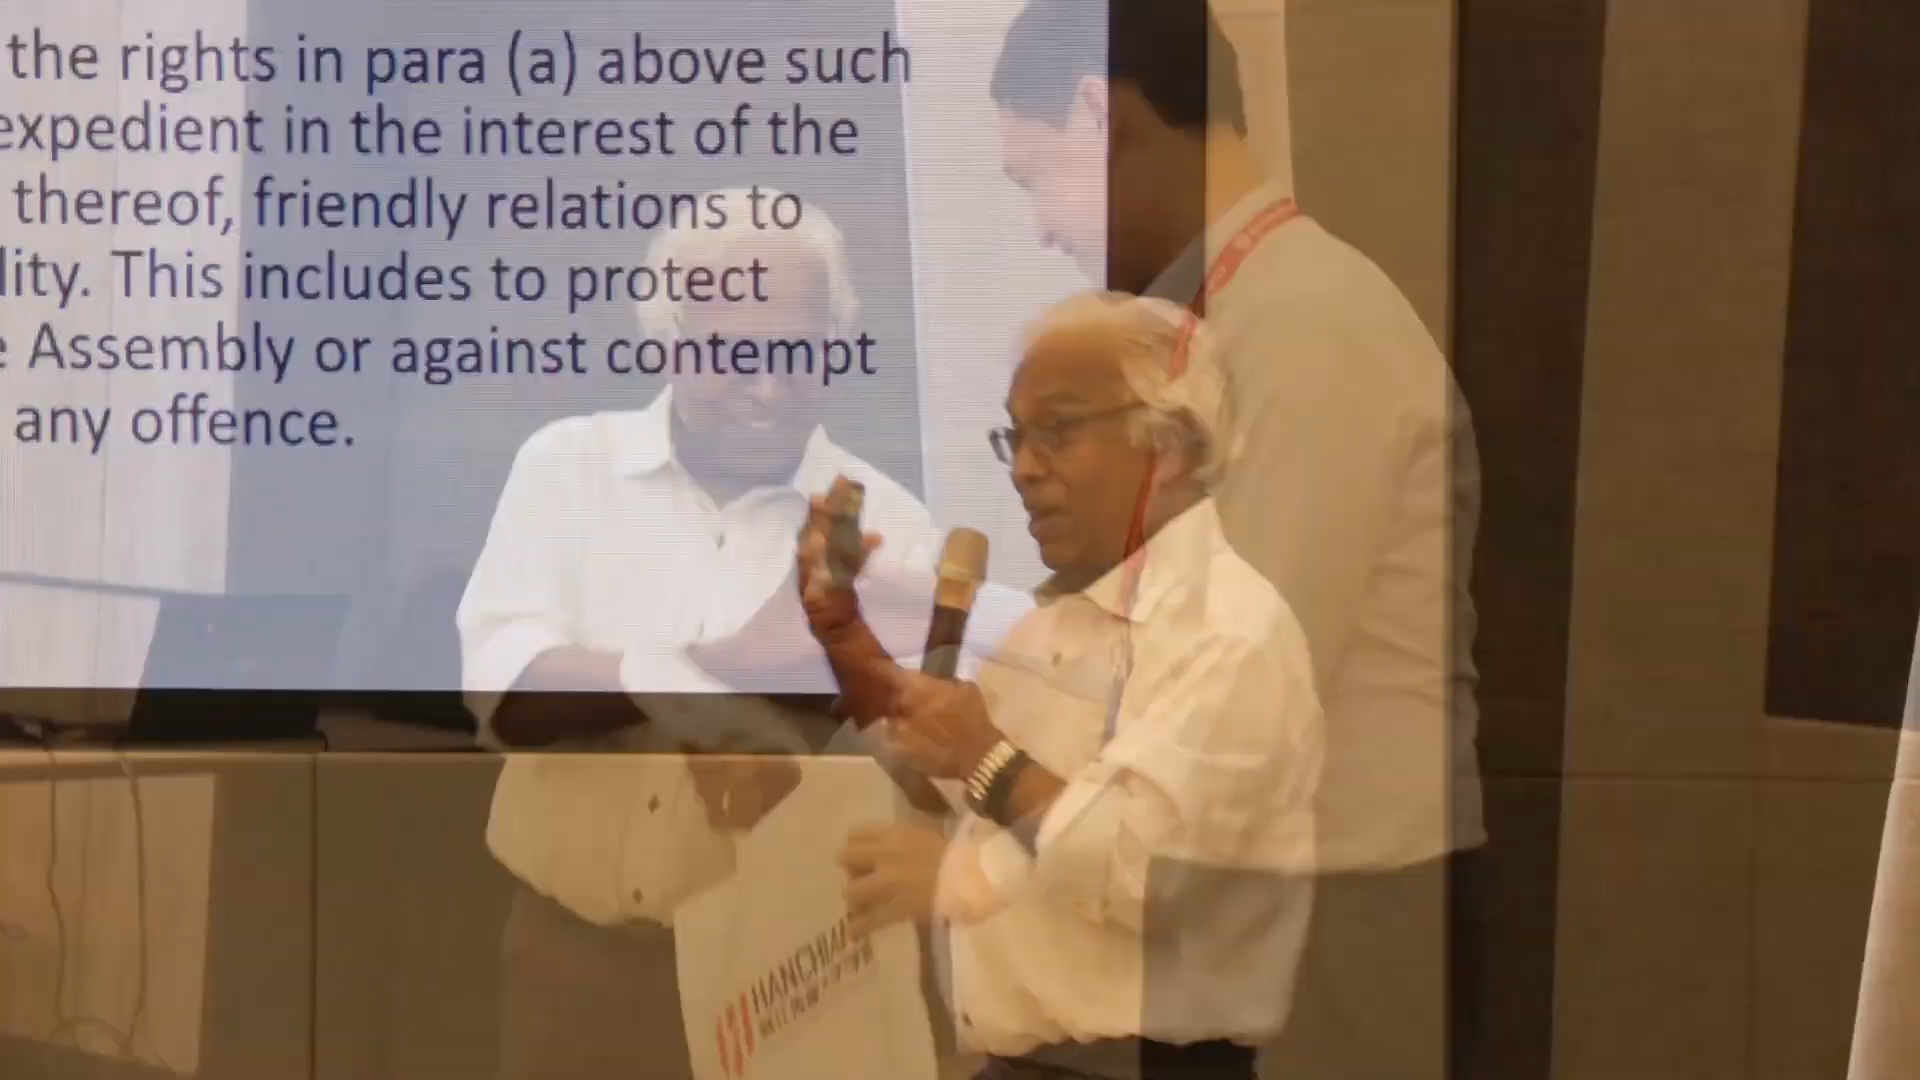 the rights in para (a) above such
expedient in the interest of the
thereof, friendly relations to
lity. This includes to protect
Assembly or against contempt
any offence.
HANCHIANG